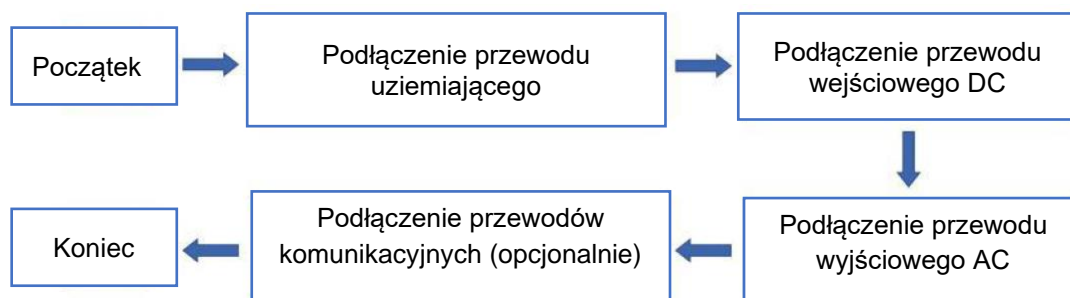 Początek
Podłączenie przewodu
uziemiającego
Podłączenie przewodu
wejściowego DC
Podłączenie przewodu
wyjściowego AC
Podłączenie przewodów
komunikacyjnych (opcjonalnie)
Koniec